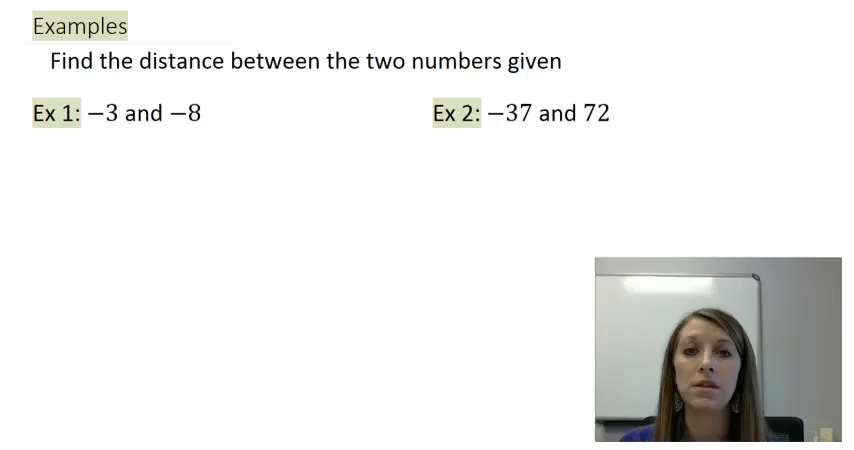 Examples
Find the distance between the two numbers given
Ex 1: −3 and −8
Ex 2: −37 and 72